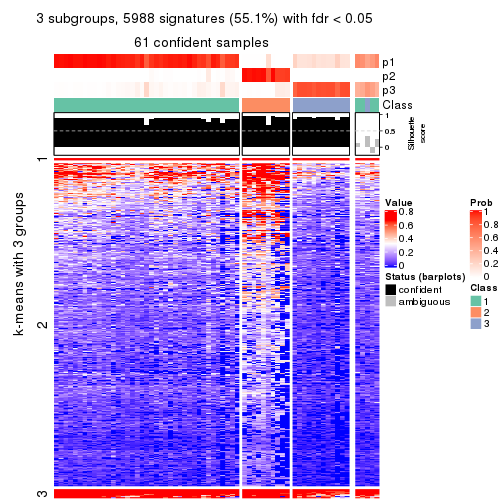 3 subgroups, 5988 signatures (55.1%) with fdr < 0.05
61 confident samples
p1
p2
p3
Class
1
0.5
0
Silhouette
score
k-means with 3 groups
1
2
3
Value
0.8
0.6
0.4
0.2
0
Status (barplots)
confident
ambiguous
Prob
1
0.8
0.6
0.4
0.2
0
Class
1
2
3